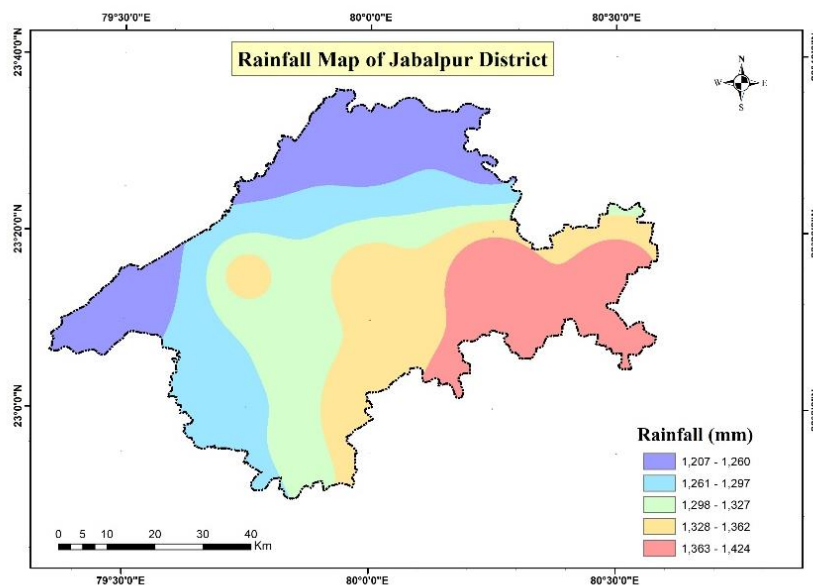 79°30'0"E 80°0'0"E 80°30'0"E
23°40'0"N
Rainfall Map of Jabalpur District
N
W E
S
23°20'0"N
23°0'0"N
Rainfall (mm)
1,207 - 1,260
1,261 - 1,297
1,298 - 1,327
1,328 - 1,362
1,363 - 1,424
0 5 10 20 30 40
Km
79°30'0"E 80°0'0"E 80°30'0"E